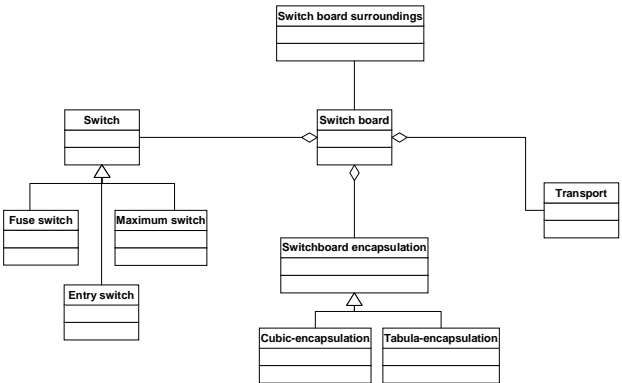 Switch board surroundings
Switch
Switch board
Transport
Fuse switch
Maximum switch
Switchboard encapsulation
Entry switch
Cubic-encapsulation
Tabula-encapsulation